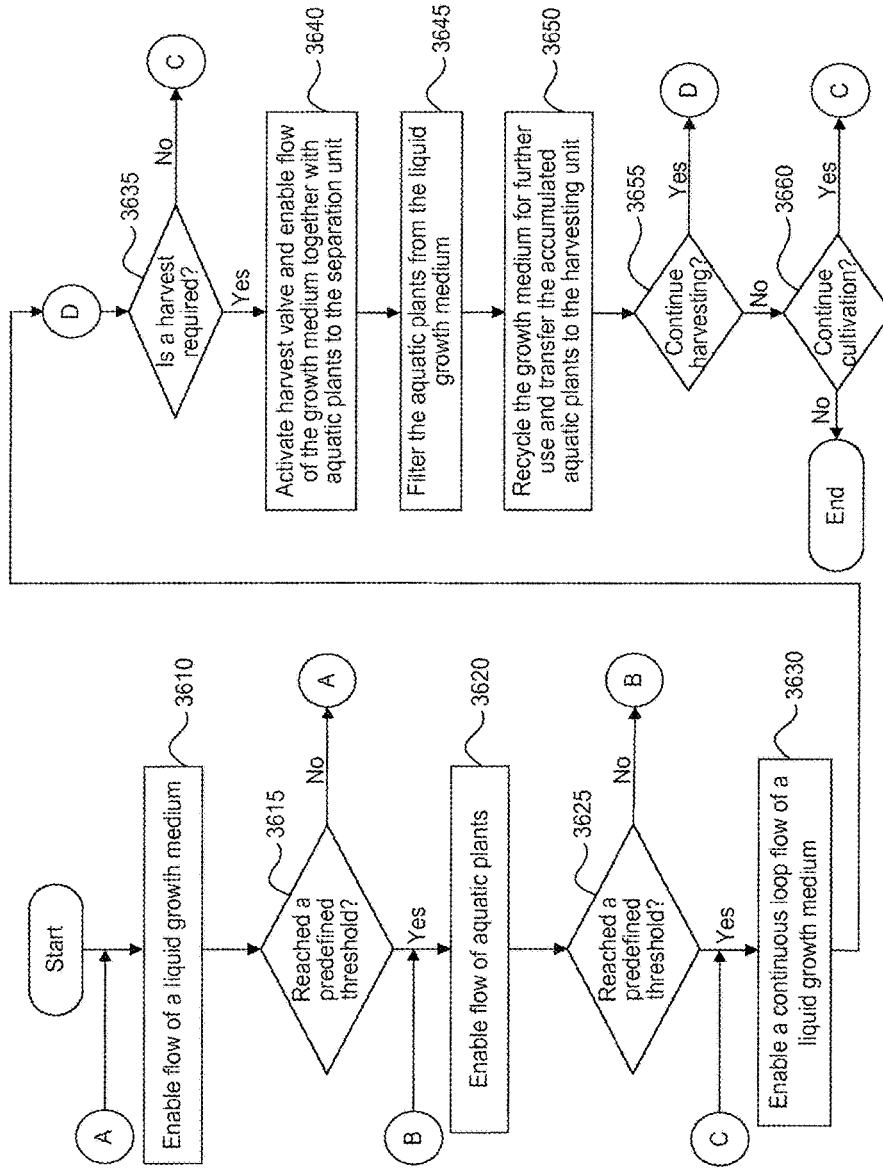 Start
A
Enable flow of a liquid growth medium
3610
Reached a
predefined
threshold?
3615
No
A
Yes
B
Enable flow of aquatic plants
3620
Reached a
predefined
threshold?
3625
No
B
Yes
C
Enable a continuous loop flow of a
liquid growth medium
3630
D
Is a harvest
required?
3635
No
C
Yes
Activate harvest valve and enable flow
of the growth medium together with
aquatic plants to the separation unit
3640
Filter the aquatic plants from the liquid
growth medium
3645
Recycle the growth medium for further
use and transfer the accumulated
aquatic plants to the harvesting unit
3650
Continue
harvesting?
3655
Yes
D
No
Continue
cultivation?
3660
Yes
C
No
End